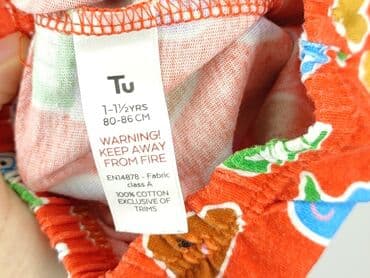 Tu
1-1½YRS
80-86 CM
WARNING!
KEEP AWAY
FROM FIRE
EN14878 - Fabric
class A
100% COTTON
EXCLUSIVE OF
TRIMS